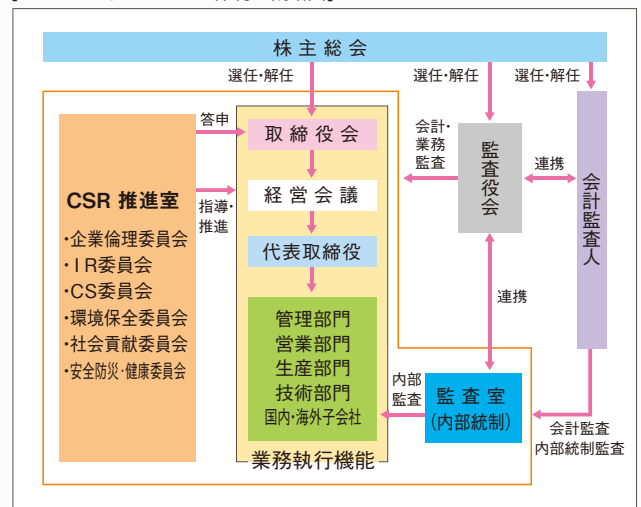 株主総会
選任・解任
選任・解任
選任・解任
答申
取締役会
会計・
業務
監査
監査役会
連携
会計監査人
CSR 推進室
・企業倫理委員会
・IR委員会
・CS委員会
・環境保全委員会
・社会貢献委員会
・安全防災・健康委員会
指導・
推進
経営会議
代表取締役
連携
管理部門
営業部門
生産部門
技術部門
国内・海外子会社
業務執行機能
内部
監査
監査室
(内部統制)
会計監査
内部統制監査